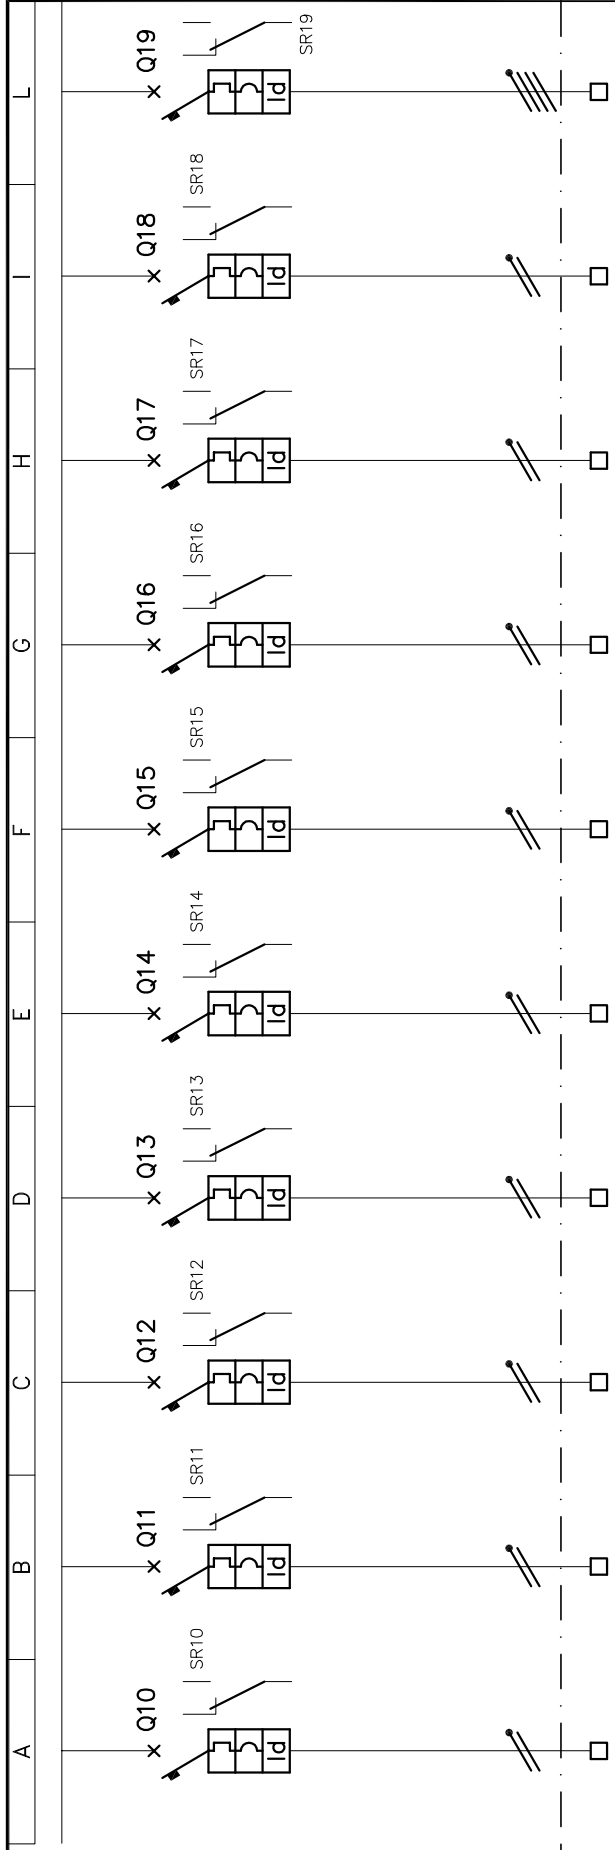 A B C D E F G H I L
Q10 Q11 Q12 Q13 Q14 Q15 Q16 Q17 Q18 Q19
SR10 SR11 SR12 SR13 SR14 SR15 SR16 SR17 SR18
Id Id Id Id Id Id Id Id Id Id
SR19